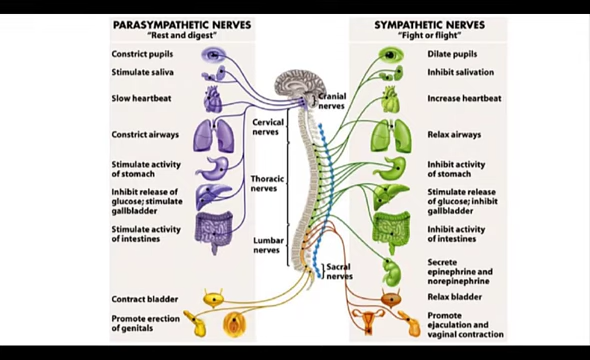 PARASYMPATHETIC NERVES
"Rest and digest"
Constrict pupils
Stimulate saliva
Slow heartbeat
Constrict airways
Stimulate activity
of stomach
Inhibit release of
glucose; stimulate
gallbladder
Stimulate activity
of intestines
Contract bladder
Promote erection
of genitals
Cranial
nerves
Cervical
nerves
Thoracic
nerves
Lumbar
nerves
Sacral
nerves
SYMPATHETIC NERVES
"Fight or flight"
Dilate pupils
Inhibit salivation
Increase heartbeat
Relax airways
Inhibit activity
of stomach
Stimulate release
of glucose; inhibit
gallbladder
Inhibit activity
of intestines
Secrete
epinephrine and
norepinephrine
Relax bladder
Promote
ejaculation and
vaginal contraction